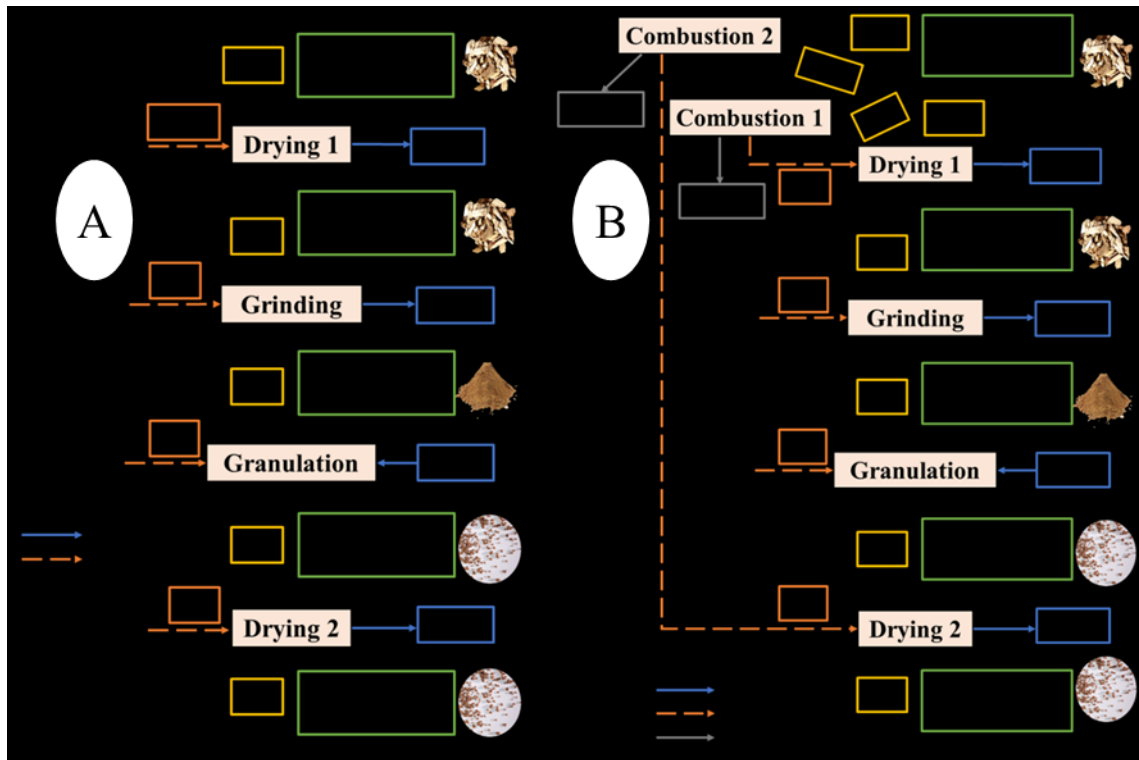 A
Drying 1
Grinding
Granulation
Drying 2
B
Combustion 2
Combustion 1
Drying 1
Grinding
Granulation
Drying 2